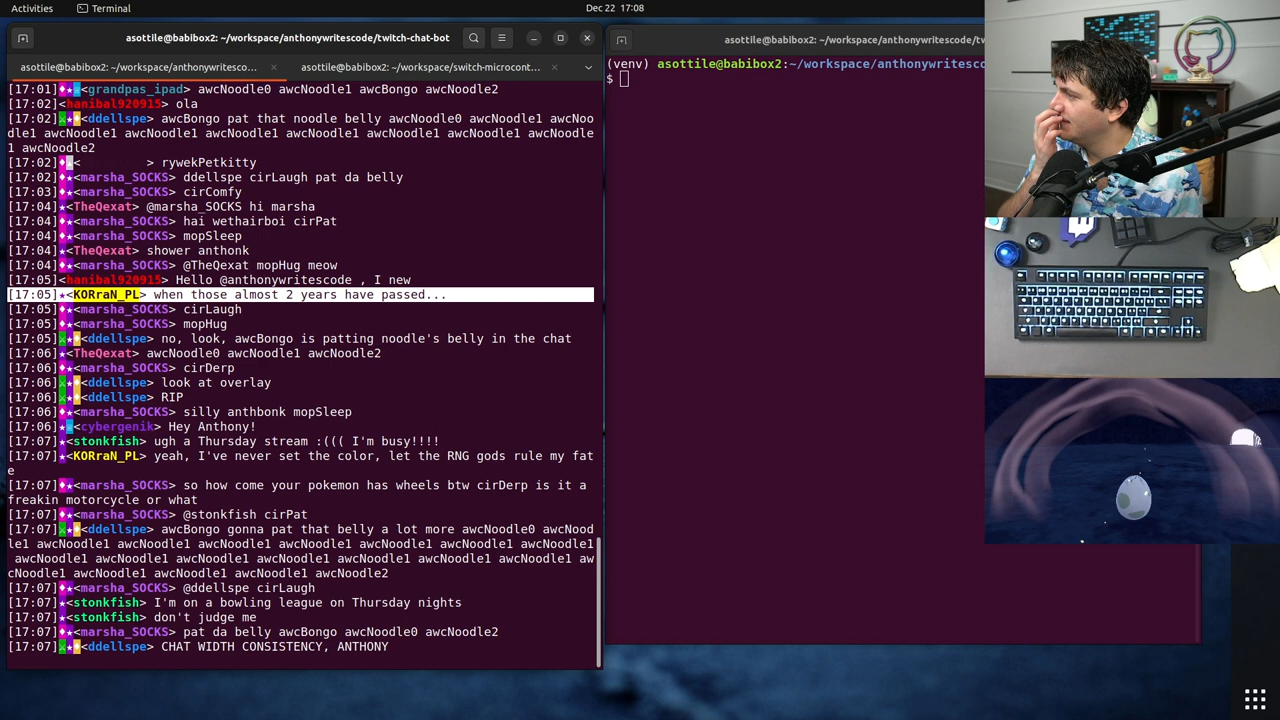 Activities
Terminal
Dec 22 17:08
asottile@babibox2: ~/workspace/anthonywritescode/twitch-chat-bot
asottile@babibox2: ~/workspace/anthonywritesco...
asottile@babibox2: ~/workspace/switch-microcont...
[17:01]<grandpas_ipad> awcNoodle0 awcNoodle1 awcBongo awcNoodle2
[17:02]<hanibal920915> ola
[17:02]<ddellspe> awcBongo pat that noodle belly awcNoodle0 awcNoodle1 awcNoo
dle1 awcNoodle1 awcNoodle1 awcNoodle1 awcNoodle1 awcNoodle1 awcNoodle1 awcNoodle
1 awcNoodle2
[17:02]< > rywekPetkitty
[17:02]<marsha_SOCKS> ddellspe cirLaugh pat da belly
[17:03]<marsha_SOCKS> cirComfy
[17:04]<TheQexat> @marsha_SOCKS hi marsha
[17:04]<marsha_SOCKS> hai wethairboi cirPat
[17:04]<marsha_SOCKS> mopSleep
[17:04]<TheQexat> shower anthonk
[17:04]<marsha_SOCKS> @TheQexat mopHug meow
[17:05]<hanibal920915> Hello @anthonywritescode , I new
[17:05]<KORraN_PL> when those almost 2 years have passed...
[17:05]<marsha_SOCKS> cirLaugh
[17:05]<marsha_SOCKS> mopHug
[17:05]<ddellspe> no, look, awcBongo is patting noodle's belly in the chat
[17:06]<TheQexat> awcNoodle0 awcNoodle1 awcNoodle2
[17:06]<marsha_SOCKS> cirDerp
[17:06]<ddellspe> look at overlay
[17:06]<ddellspe> RIP
[17:06]<marsha_SOCKS> silly anthbonk mopSleep
[17:06]<cybergenik> Hey Anthony!
[17:07]<stonkfish> ugh a Thursday stream :((( I'm busy!!!!
[17:07]<KORraN_PL> yeah, I've never set the color, let the RNG gods rule my fat
e
[17:07]<marsha_SOCKS> so how come your pokemon has wheels btw cirDerp is it a
freakin motorcycle or what
[17:07]<marsha_SOCKS> @stonkfish cirPat
[17:07]<ddellspe> awcBongo gonna pat that belly a lot more awcNoodle0 awcNood
le1 awcNoodle1 awcNoodle1 awcNoodle1 awcNoodle1 awcNoodle1 awcNoodle1 awcNoodle1
awcNoodle1 awcNoodle1 awcNoodle1 awcNoodle1 awcNoodle1 awcNoodle1 awcNoodle1 aw
cNoodle1 awcNoodle1 awcNoodle1 awcNoodle1 awcNoodle2
[17:07]<marsha_SOCKS> @ddellspe cirLaugh
[17:07]<stonkfish> I'm on a bowling league on Thursday nights
[17:07]<stonkfish> don't judge me
[17:07]<marsha_SOCKS> pat da belly awcBongo awcNoodle0 awcNoodle2
[17:07]<ddellspe> CHAT WIDTH CONSISTENCY, ANTHONY
asottile@babibox2: ~/workspace/anthonywritescode/tw
(venv) asottile@babibox2:~/workspace/anthonywritesco
$